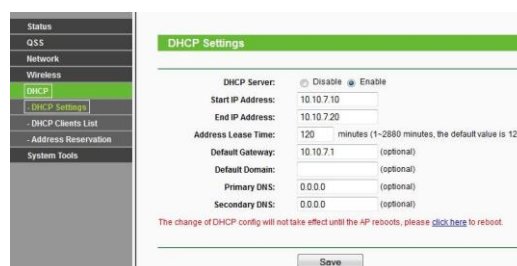 Status
QSS
Network
Wireless
DHCP
- DHCP Settings
- DHCP Clients List
- Address Reservation
System Tools
DHCP Settings
DHCP Server: Disable Enable
Start IP Address: 10.10.7.10
End IP Address: 10.10.7.20
Address Lease Time: 120 minutes (1~2880 minutes, the default value is 12
Default Gateway: 10.10.7.1 (optional)
Default Domain: (optional)
Primary DNS: 0.0.0.0 (optional)
Secondary DNS: 0.0.0.0 (optional)
The change of DHCP config will not take effect until the AP reboots, please click here to reboot.
Save